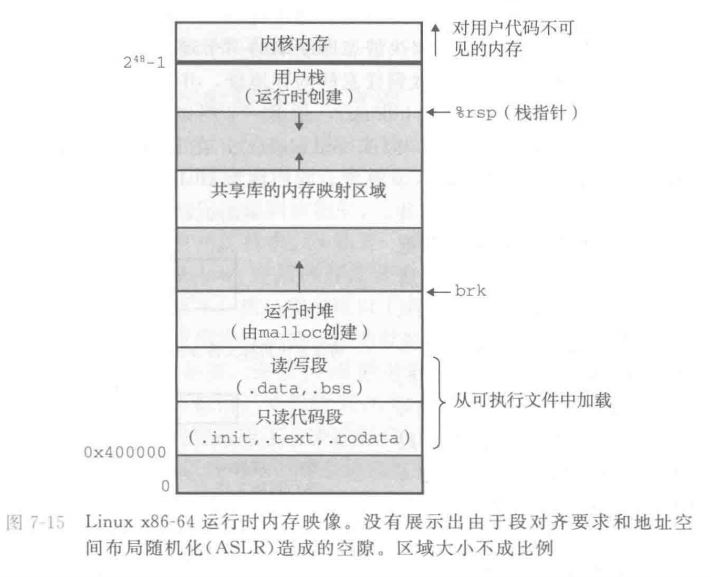 内核内存
对用户代码不可
见的内存
2⁴⁸-1
用户栈
(运行时创建)
%rsp(栈指针)
共享库的内存映射区域
brk
运行时堆
(由malloc创建)
读/写段
(.data,.bss)
从可执行文件中加载
只读代码段
(.init,.text,.rodata)
0x400000
0
图 7-15 Linux x86-64 运行时内存映像。没有展示出由于段对齐要求和地址空
间布局随机化(ASLR)造成的空隙。区域大小不成比例